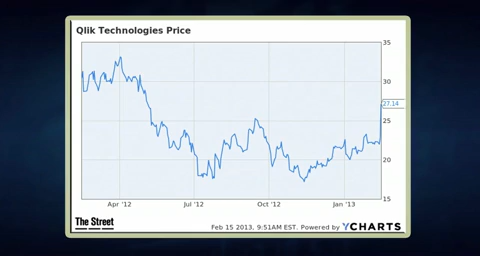 Qlik Technologies Price
35
30
27.14
25
20
15
Apr '12 Jul '12 Oct '12 Jan '13
The Street
Feb 15 2013, 9:51AM EST. Powered by YCHARTS